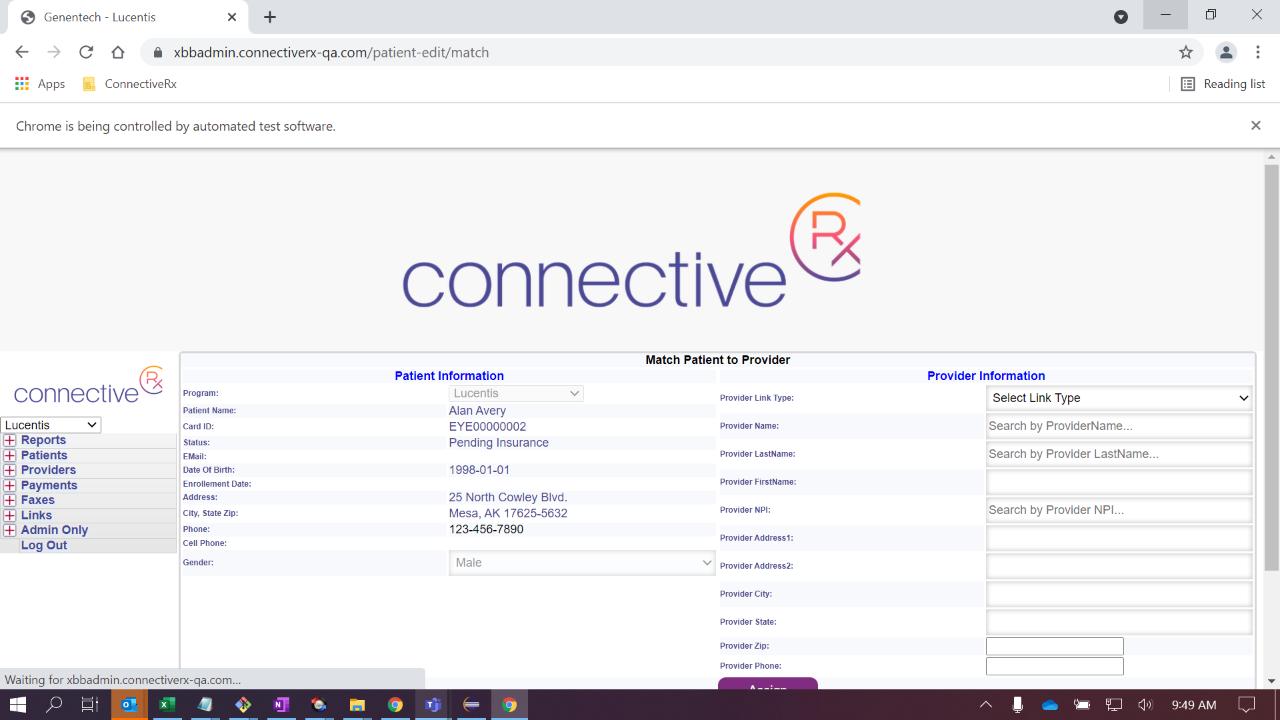 Genentech - Lucentis
xbbadmin.connectiverx-qa.com/patient-edit/match
Apps ConnectiveRx Reading list
Chrome is being controlled by automated test software.
connective Rx
connective Rx
Lucentis
Reports
Patients
Providers
Payments
Faxes
Links
Admin Only
Log Out
Match Patient to Provider
Patient Information
Program: Lucentis
Patient Name: Alan Avery
Card ID: EYE00000002
Status: Pending Insurance
EMail:
Date Of Birth: 1998-01-01
Enrollment Date:
Address: 25 North Cowley Blvd.
City, State Zip: Mesa, AK 17625-5632
Phone: 123-456-7890
Cell Phone:
Gender: Male
Provider Information
Provider Link Type: Select Link Type
Provider Name: Search by ProviderName...
Provider LastName: Search by Provider LastName...
Provider FirstName:
Provider NPI: Search by Provider NPI...
Provider Address1:
Provider Address2:
Provider City:
Provider State:
Provider Zip:
Provider Phone:
Assign
Waiting for xbbadmin.connectiverx-qa.com...
9:49 AM